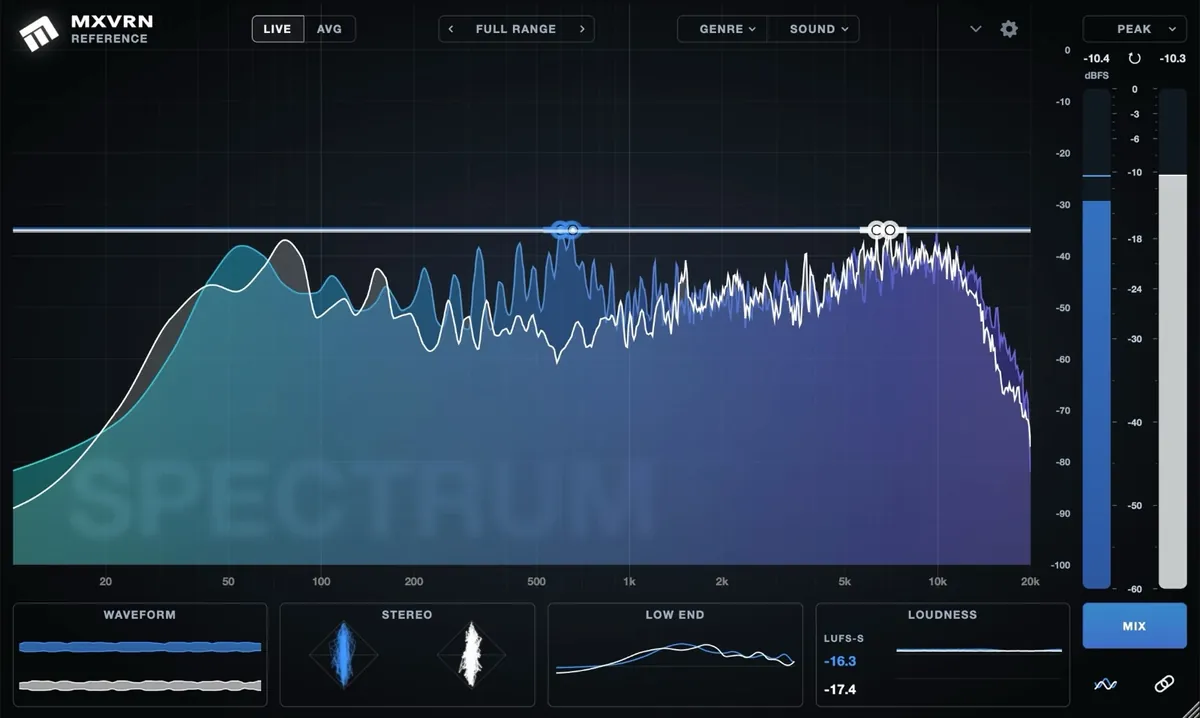 MXVRN
REFERENCE
LIVE AVG
FULL RANGE
GENRE SOUND
PEAK
-10.4 -10.3
dBFS
0
-3
-6
-10
-18
-24
-30
-40
-50
-60
0
-10
-20
-30
-40
-50
-60
-70
-80
-90
-100
SPECTRUM
20 50 100 200 500 1k 2k 5k 10k 20k
WAVEFORM
STEREO
LOW END
LOUDNESS
LUFS-S
-16.3
-17.4
MIX